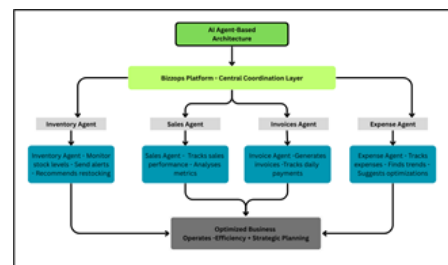 AI Agent-Based
Architecture
Bizzops Platform - Central Coordination Layer
Inventory Agent
Sales Agent
Invoices Agent
Expense Agent
Inventory Agent - Monitor
stock levels - Send alerts
- Recommends restocking
Sales Agent - Tracks sales
performance - Analyses
metrics
Invoice Agent -Generates
invoices -Tracks daily
payments
Expense Agent - Tracks
expenses - Finds trends -
Suggests optimizations
Optimized Business
Operates -Efficiency + Strategic Planning